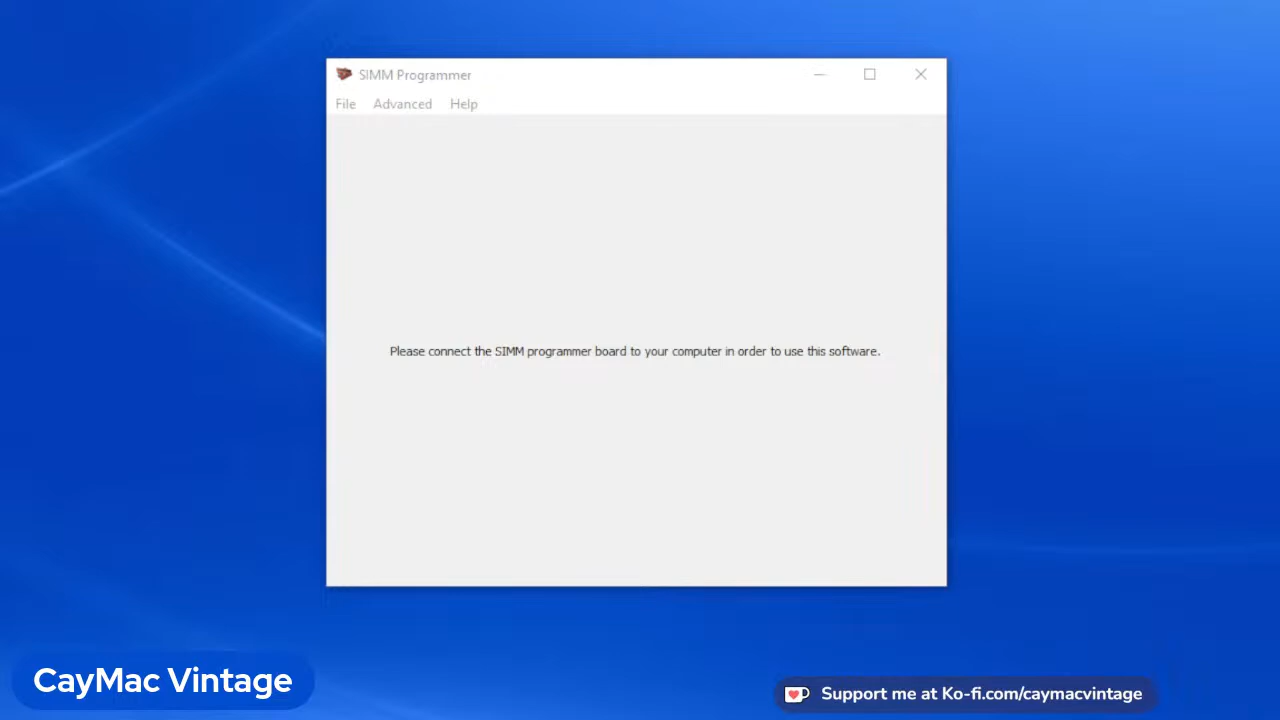 SIMM Programmer
File Advanced Help
Please connect the SIMM programmer board to your computer in order to use this software.
CayMac Vintage
Support me at Ko-fi.com/caymacvintage